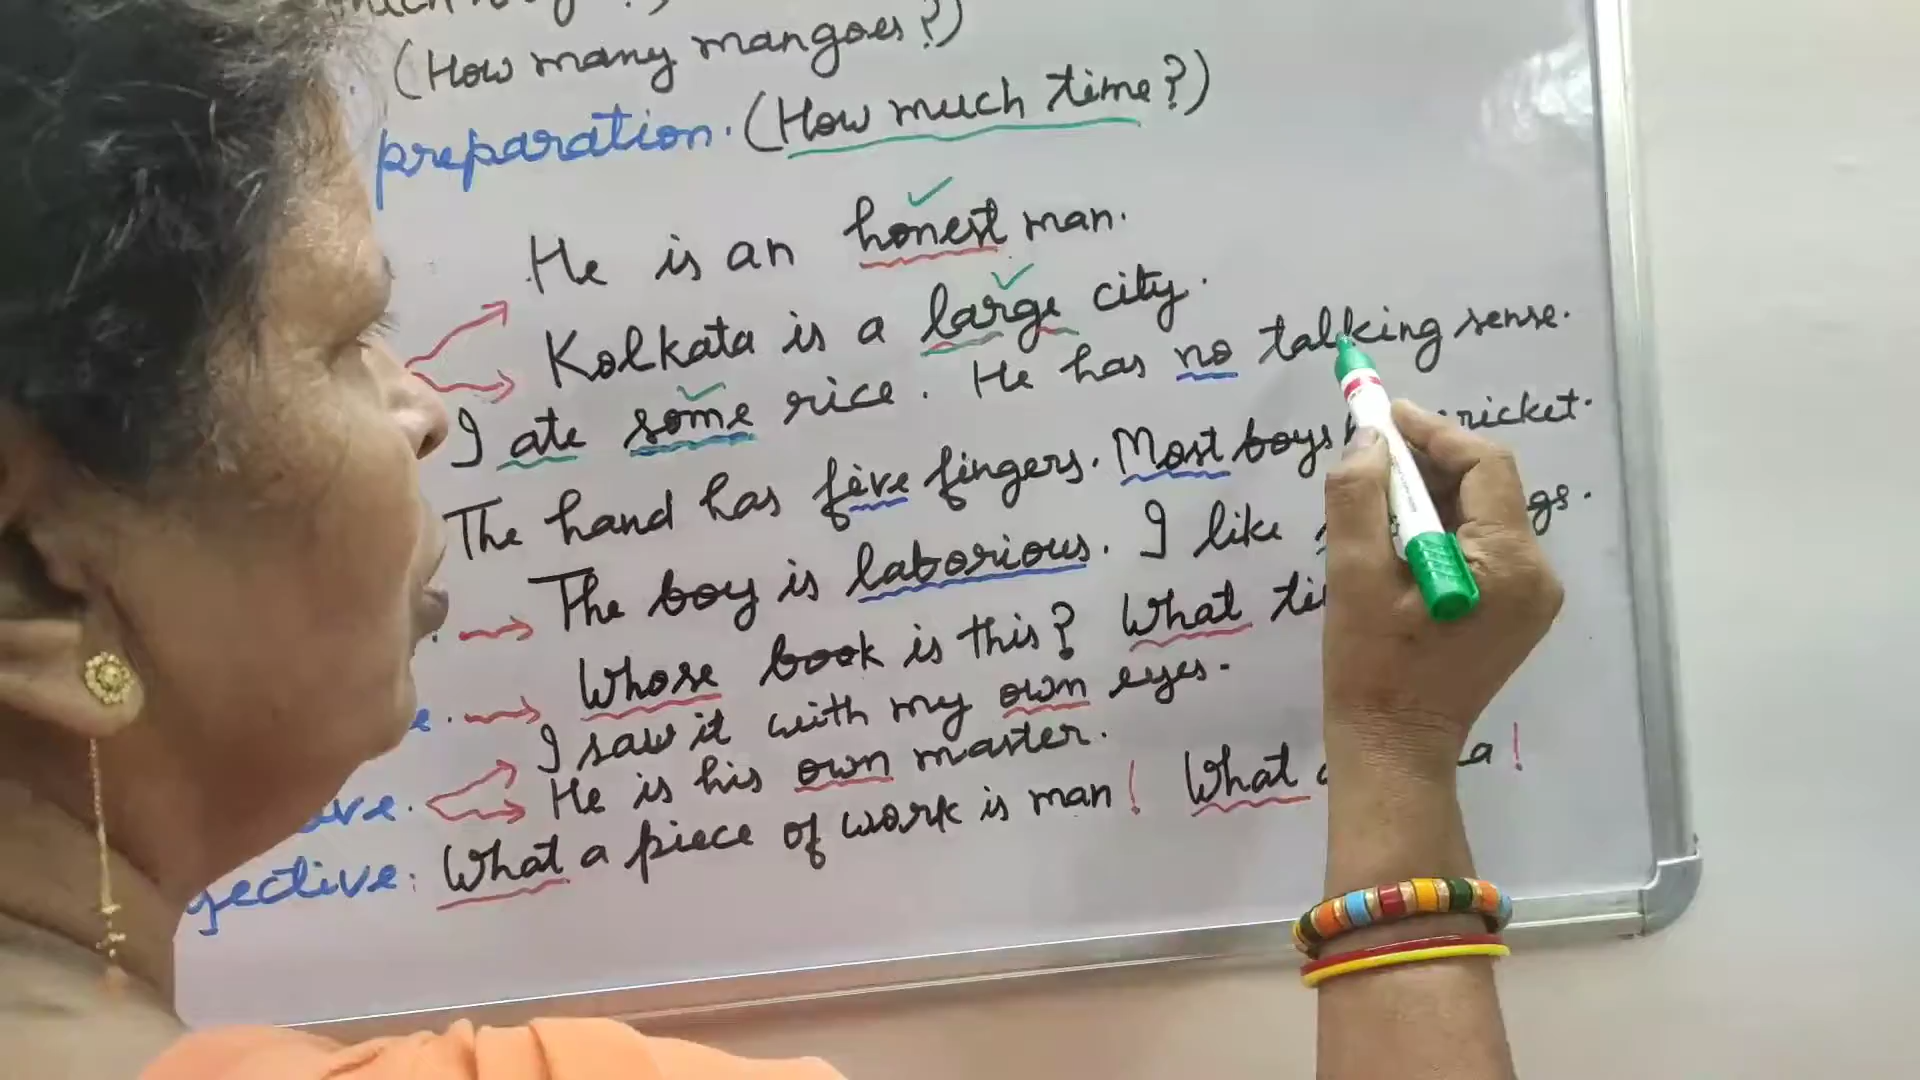 (How many mangoes?)
preparation. (How much time?)
He is an honest man.
Kolkata is a large city.
I ate some rice. He has no talking sense.
The hand has five fingers. Most boys cricket.
The boy is laborious. I like
Whose book is this? What
I saw it with my own eyes.
He is his own master.
What a piece of work is man! What a!